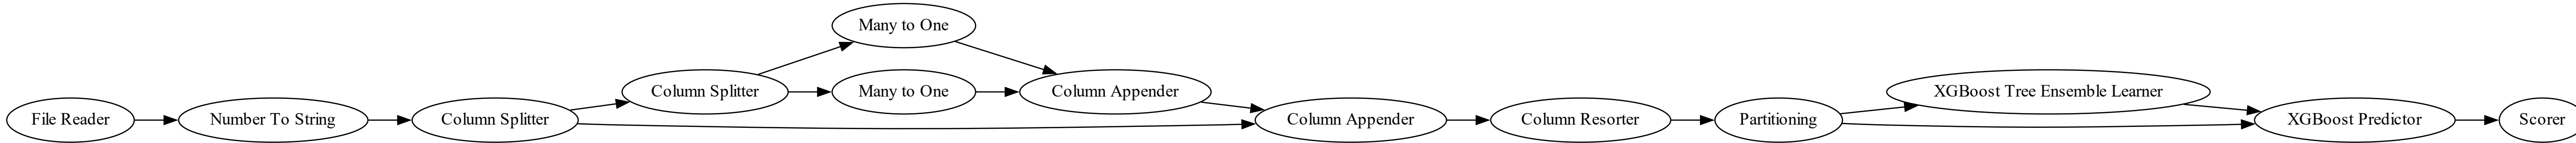 File Reader
Number To String
Column Splitter
Column Splitter
Many to One
Many to One
Column Appender
Column Appender
Column Resorter
Partitioning
XGBoost Tree Ensemble Learner
XGBoost Predictor
Scorer